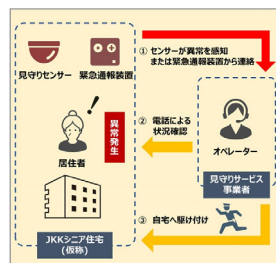 見守りセンサー
緊急通報装置
① センサーが異常を感知
または緊急通報装置から連絡
異常発生
② 電話による
状況確認
居住者
オペレーター
見守りサービス
事業者
③ 自宅へ駆け付け
JKKシニア住宅
(仮称)